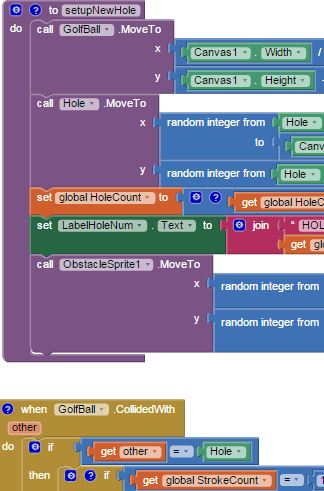 to setupNewHole
do call GolfBall .MoveTo
x Canvas1 . Width /
y Canvas1 . Height -
call Hole .MoveTo
x random integer from Hole
to Canv
y random integer from Hole
set global HoleCount to get global HoleC
set LabelHoleNum . Text to join " HOL
get glo
call ObstacleSprite1 .MoveTo
x random integer from
y random integer from
when GolfBall .CollidedWith
other
do if get other = Hole
then if get global StrokeCount = 1